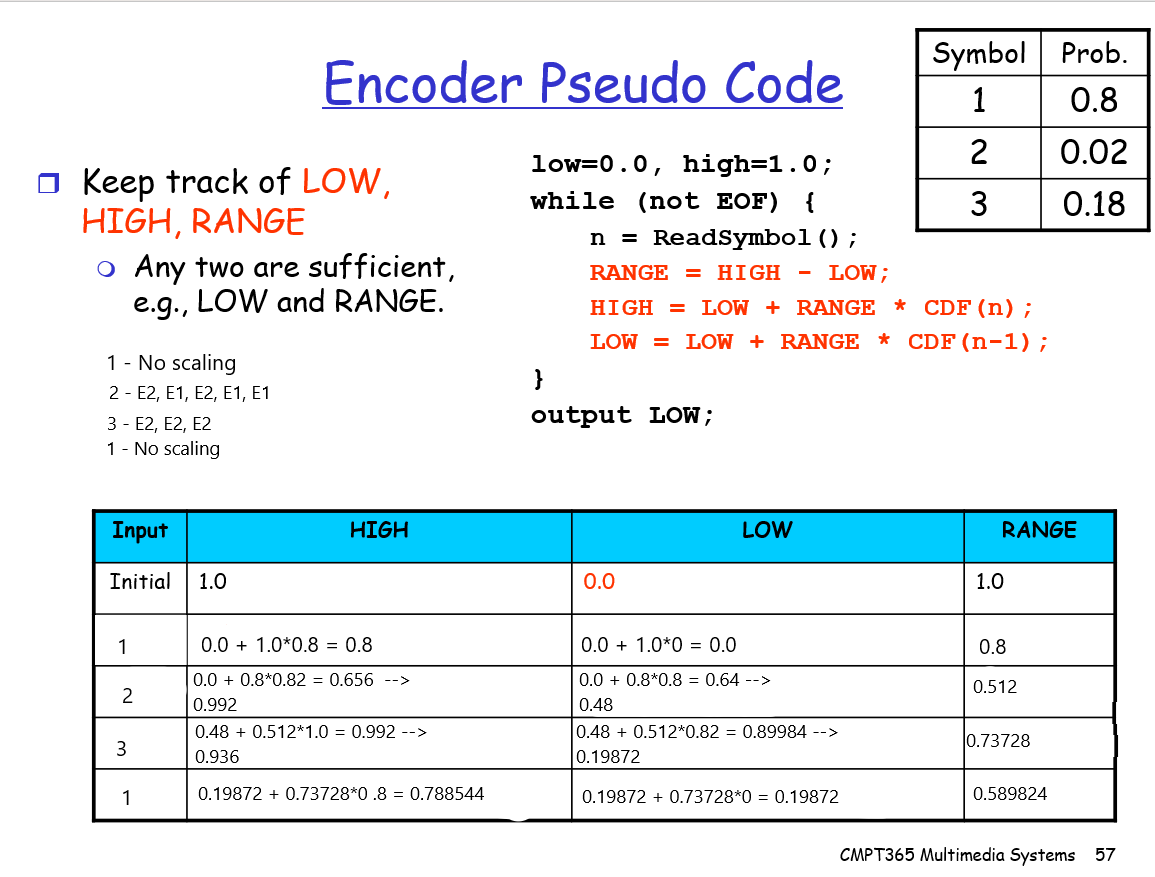 Encoder Pseudo Code
Symbol Prob.
1 0.8
2 0.02
3 0.18
Keep track of LOW,
HIGH, RANGE
Any two are sufficient,
e.g., LOW and RANGE.
1 - No scaling
2 - E2, E1, E2, E1, E1
3 - E2, E2, E2
1 - No scaling
low=0.0, high=1.0;
while (not EOF) {
n = ReadSymbol();
RANGE = HIGH - LOW;
HIGH = LOW + RANGE * CDF(n);
LOW = LOW + RANGE * CDF(n-1);
}
output LOW;
Input HIGH LOW RANGE
Initial 1.0 0.0 1.0
1 0.0 + 1.0*0.8 = 0.8 0.0 + 1.0*0 = 0.0 0.8
2 0.0 + 0.8*0.82 = 0.656 --> 0.0 + 0.8*0.8 = 0.64 --> 0.512
0.992 0.48
3 0.48 + 0.512*1.0 = 0.992 --> 0.48 + 0.512*0.82 = 0.89984 --> 0.73728
0.936 0.19872
1 0.19872 + 0.73728*0 .8 = 0.788544 0.19872 + 0.73728*0 = 0.19872 0.589824
CMPT365 Multimedia Systems 57